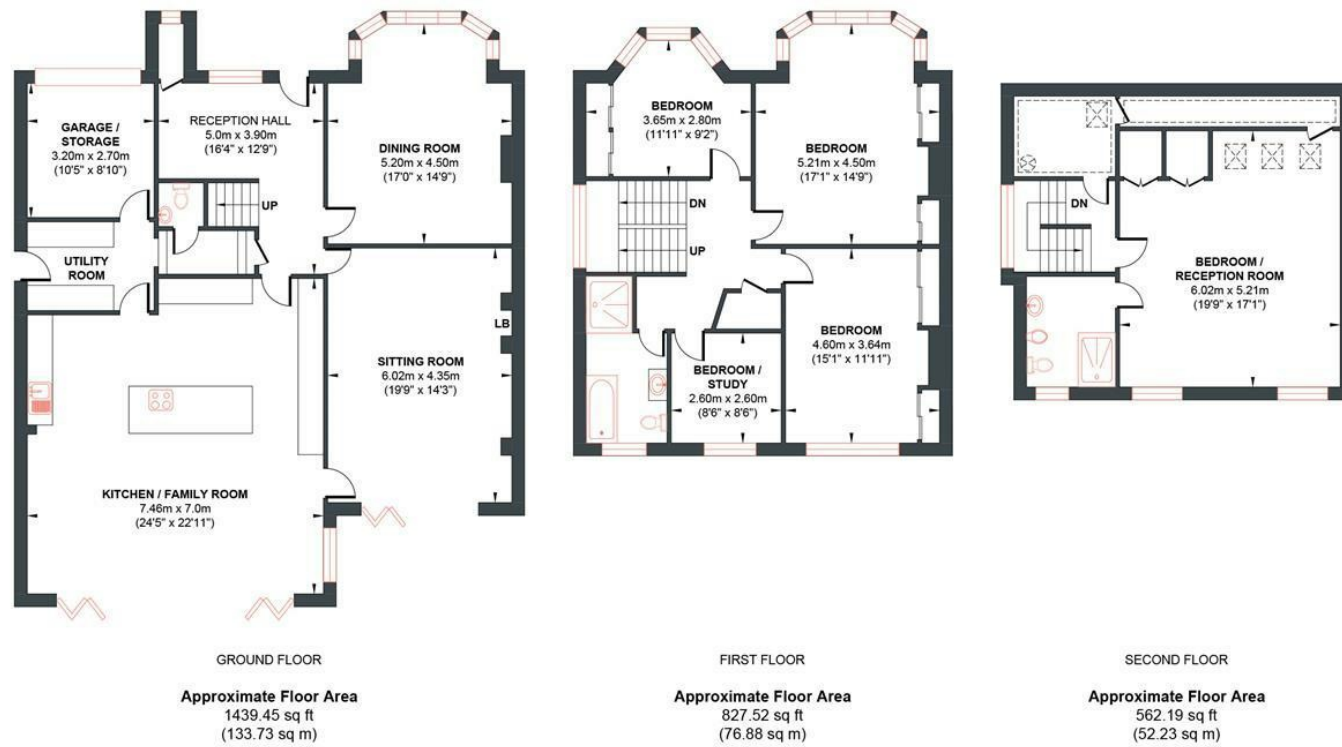 GARAGE /
STORAGE
3.20m x 2.70m
(10'5" x 8'10")
RECEPTION HALL
5.0m x 3.90m
(16'4" x 12'9")
DINING ROOM
5.20m x 4.50m
(17'0" x 14'9")
UP
UTILITY
ROOM
LB
SITTING ROOM
6.02m x 4.35m
(19'9" x 14'3")
KITCHEN / FAMILY ROOM
7.46m x 7.0m
(24'5" x 22'11")
GROUND FLOOR
Approximate Floor Area
1439.45 sq ft
(133.73 sq m)
BEDROOM
3.65m x 2.80m
(11'11" x 9'2")
BEDROOM
5.21m x 4.50m
(17'1" x 14'9")
DN
UP
BEDROOM
4.60m x 3.64m
(15'1" x 11'11")
BEDROOM /
STUDY
2.60m x 2.60m
(8'6" x 8'6")
FIRST FLOOR
Approximate Floor Area
827.52 sq ft
(76.88 sq m)
DN
BEDROOM /
RECEPTION ROOM
6.02m x 5.21m
(19'9" x 17'1")
SECOND FLOOR
Approximate Floor Area
562.19 sq ft
(52.23 sq m)